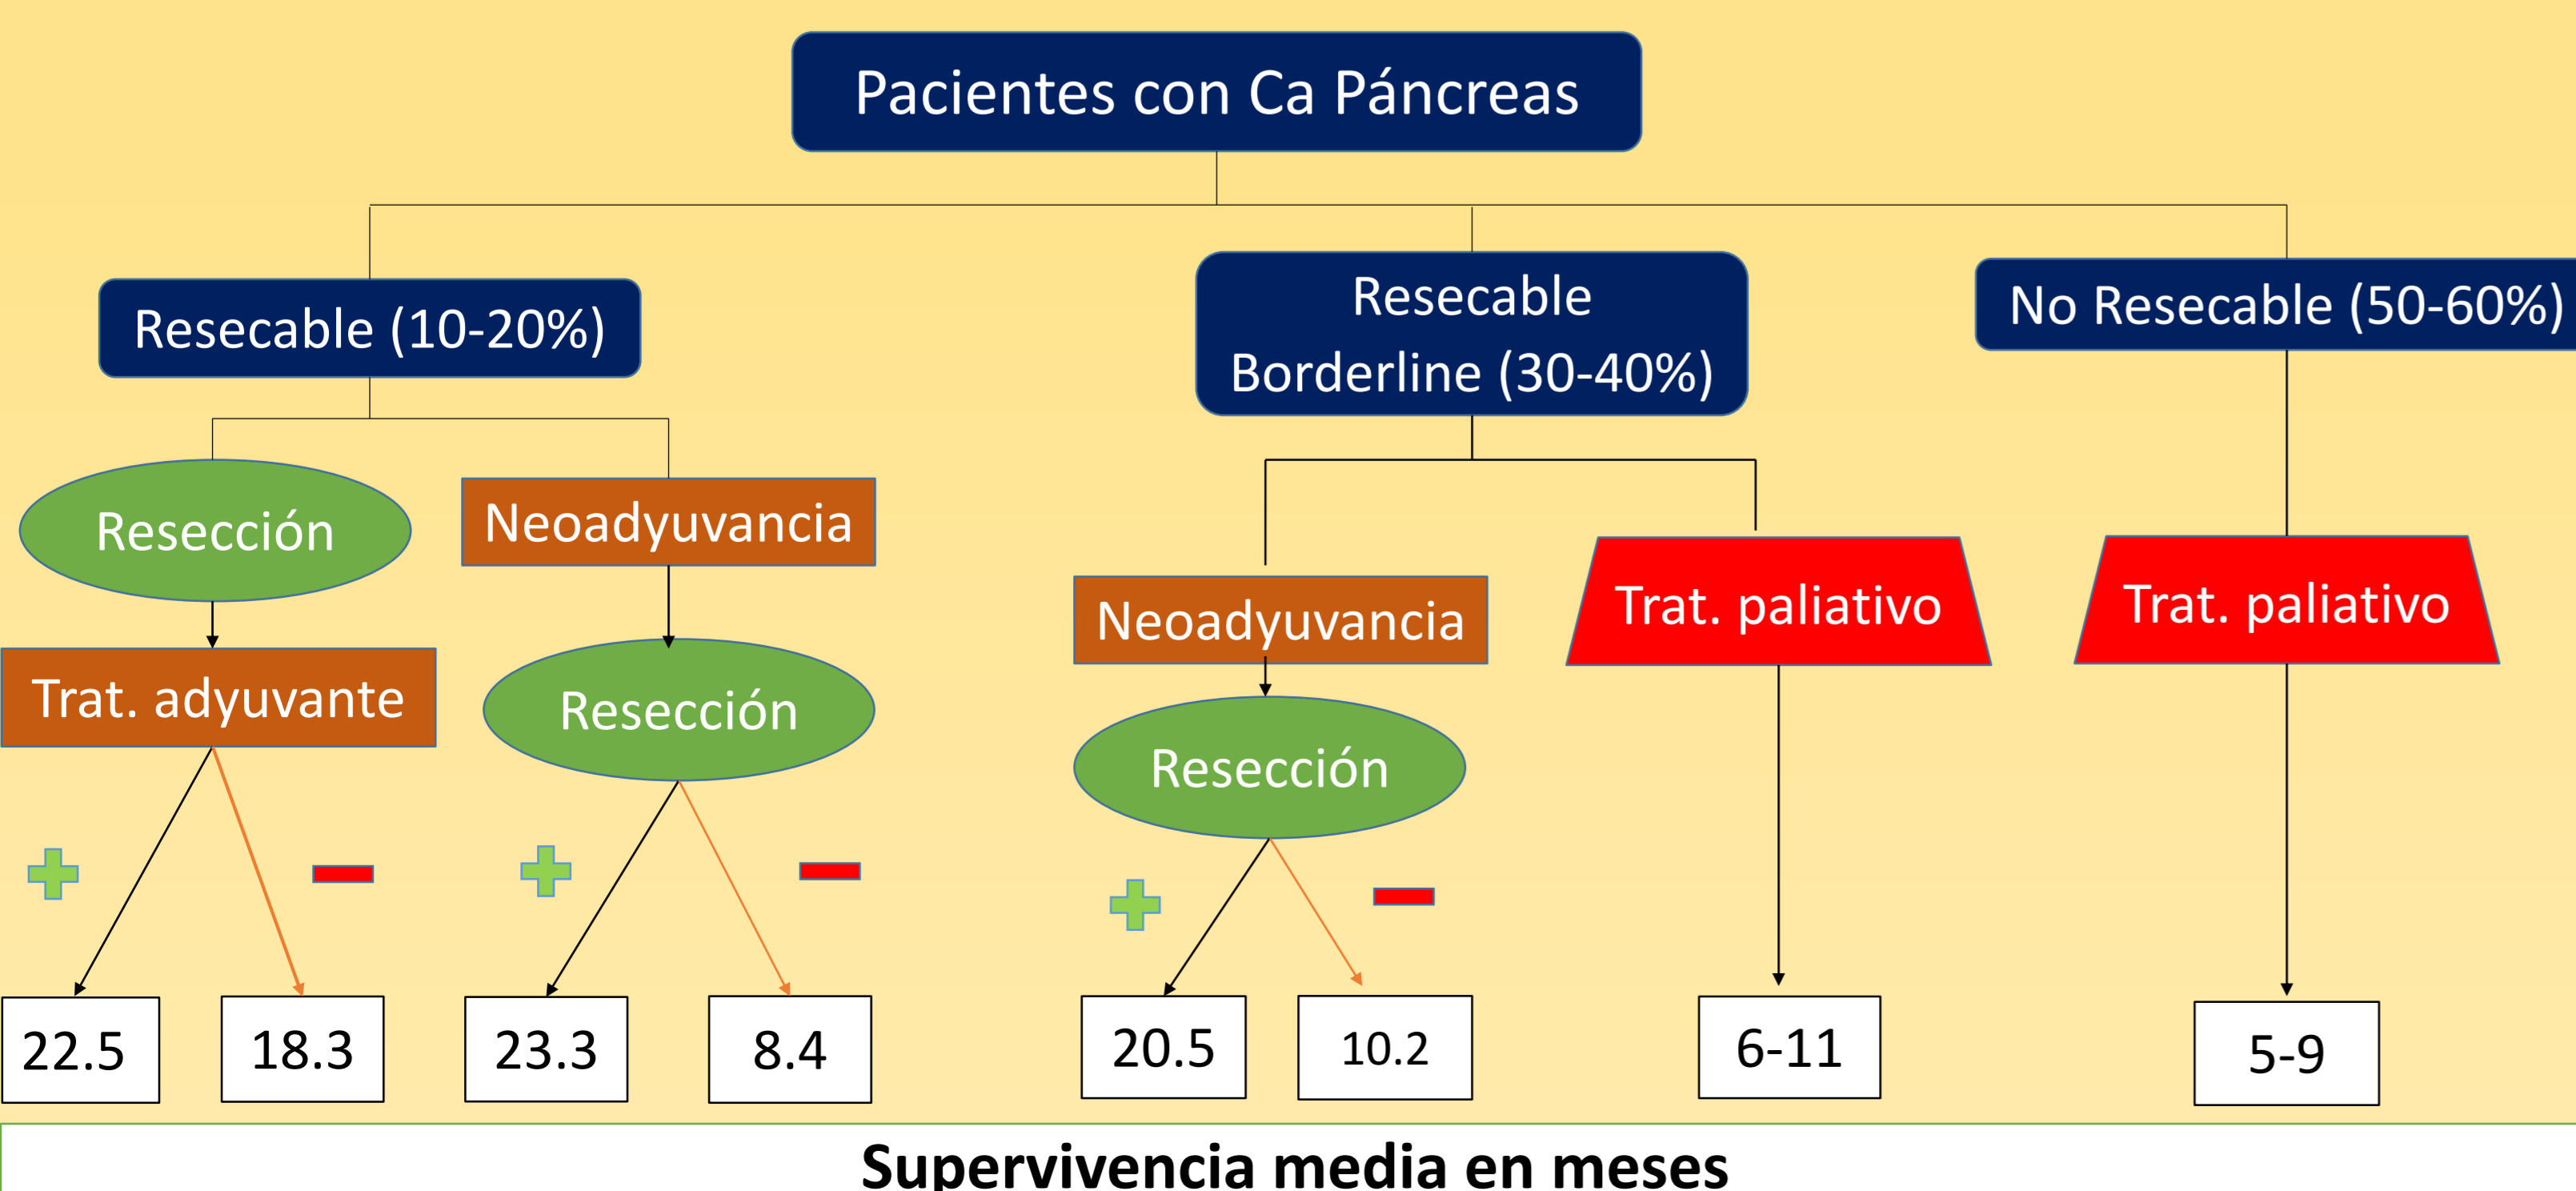 Pacientes con Ca Páncreas
Resecable (10-20%)
Resecable
Borderline (30-40%)
No Resecable (50-60%)
Resección
Neoadyuvancia
Trat. adyuvante
Resección
Neoadyuvancia
Resección
Trat. paliativo
Trat. paliativo
22.5
18.3
23.3
8.4
20.5
10.2
6-11
5-9
Supervivencia media en meses